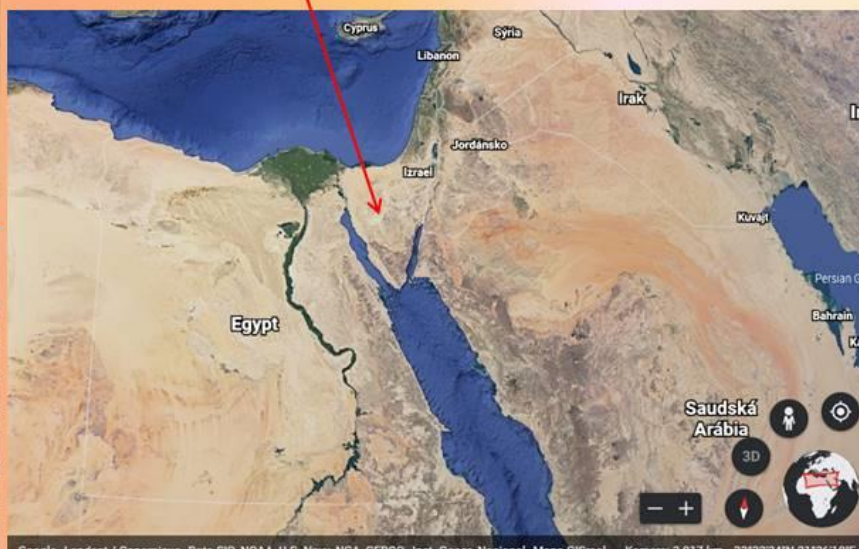 Cyprus
Sýria
Libanon
Irak
Jordánsko
Izrael
Kuvajt
Persian G
Egypt
Bahrain
Saudská
Arábia
3D